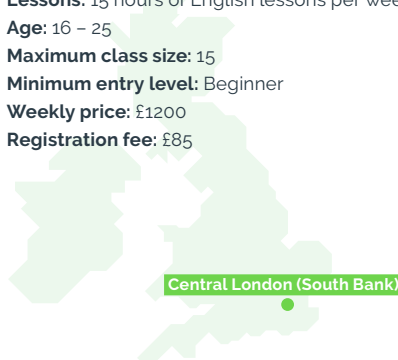 Lessons: 15 hours of English lessons per
Age: 16 – 25
Maximum class size: 15
Minimum entry level: Beginner
Weekly price: £1200
Registration fee: £85
Central London (South Bank)